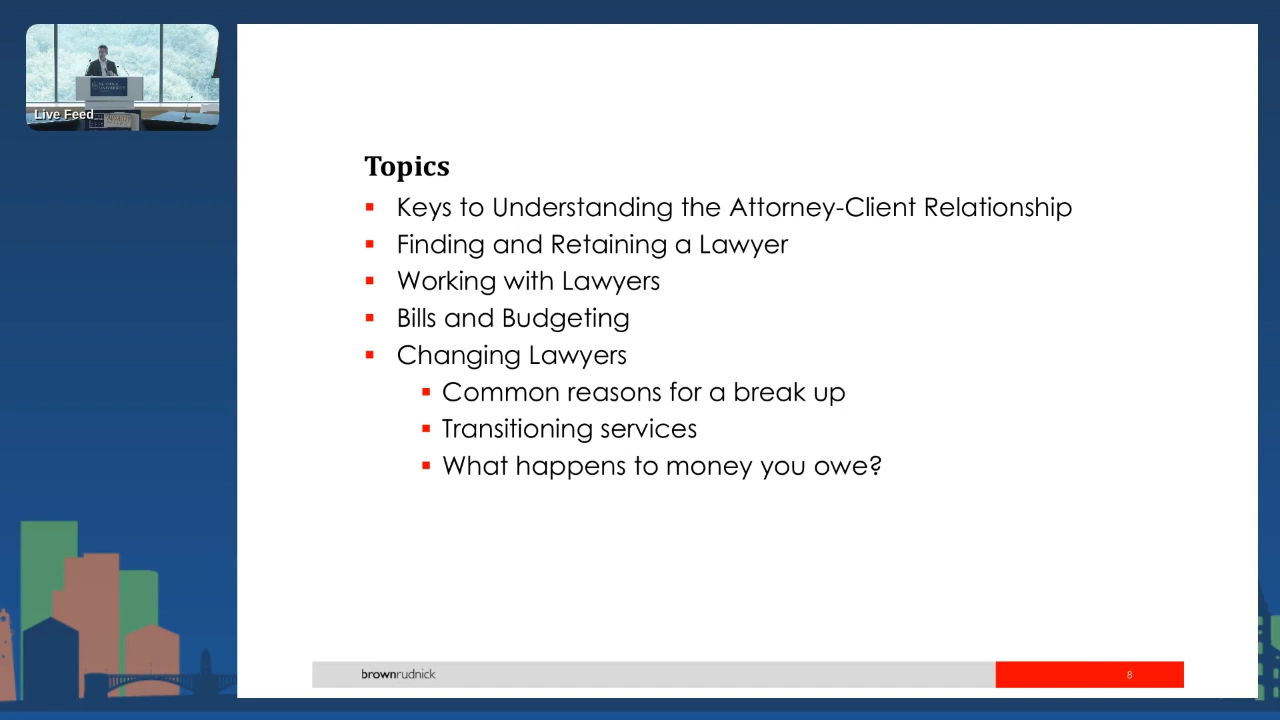 Live Feed
Topics
Keys to Understanding the Attorney-Client Relationship
Finding and Retaining a Lawyer
Working with Lawyers
Bills and Budgeting
Changing Lawyers
Common reasons for a break up
Transitioning services
What happens to money you owe?
brownrudnick
8